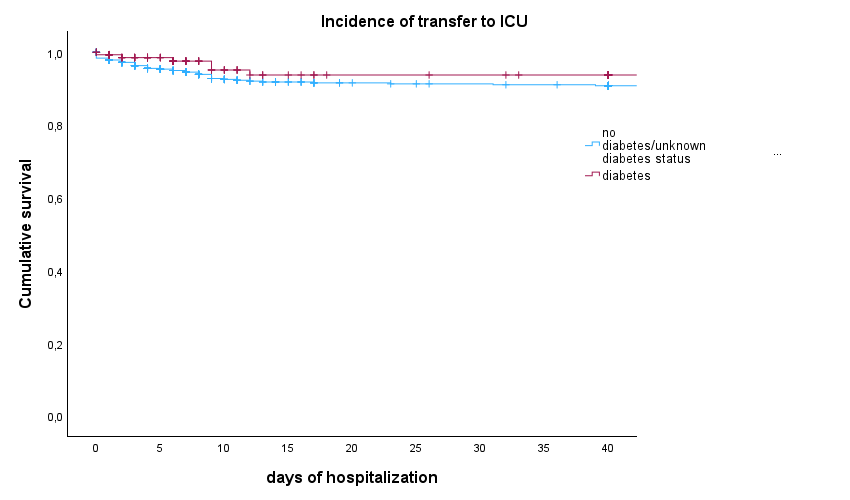 Incidence of transfer to ICU
Cumulative survival
1,0
0,8
0,6
0,4
0,2
0,0
0 5 10 15 20 25 30 35 40
days of hospitalization
no
diabetes/unknown
diabetes status
diabetes
...